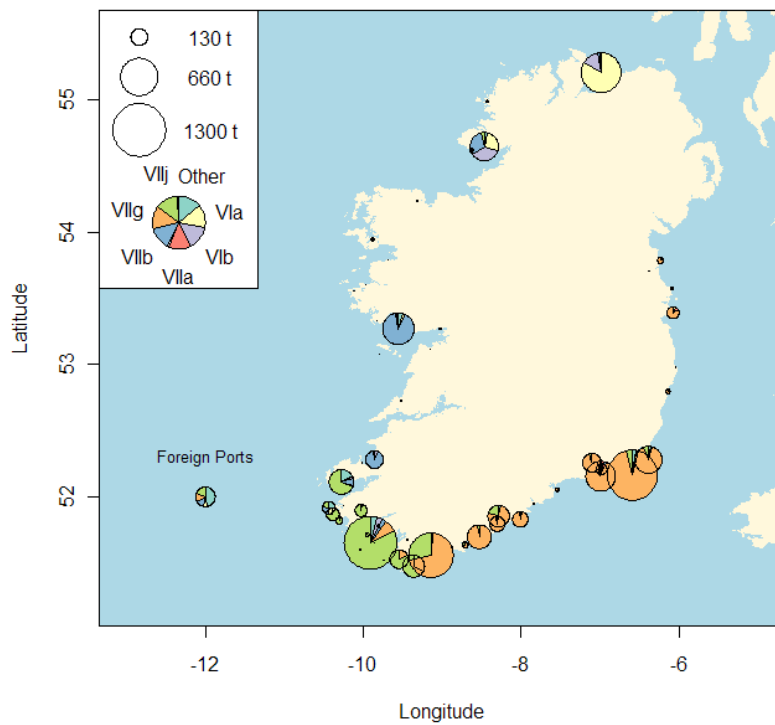 130 t
660 t
1300 t
VIIj Other
VIIg VIa
VIIb VIb
VIIa
55
54
53
52
Latitude
Foreign Ports
-12 -10 -8 -6
Longitude